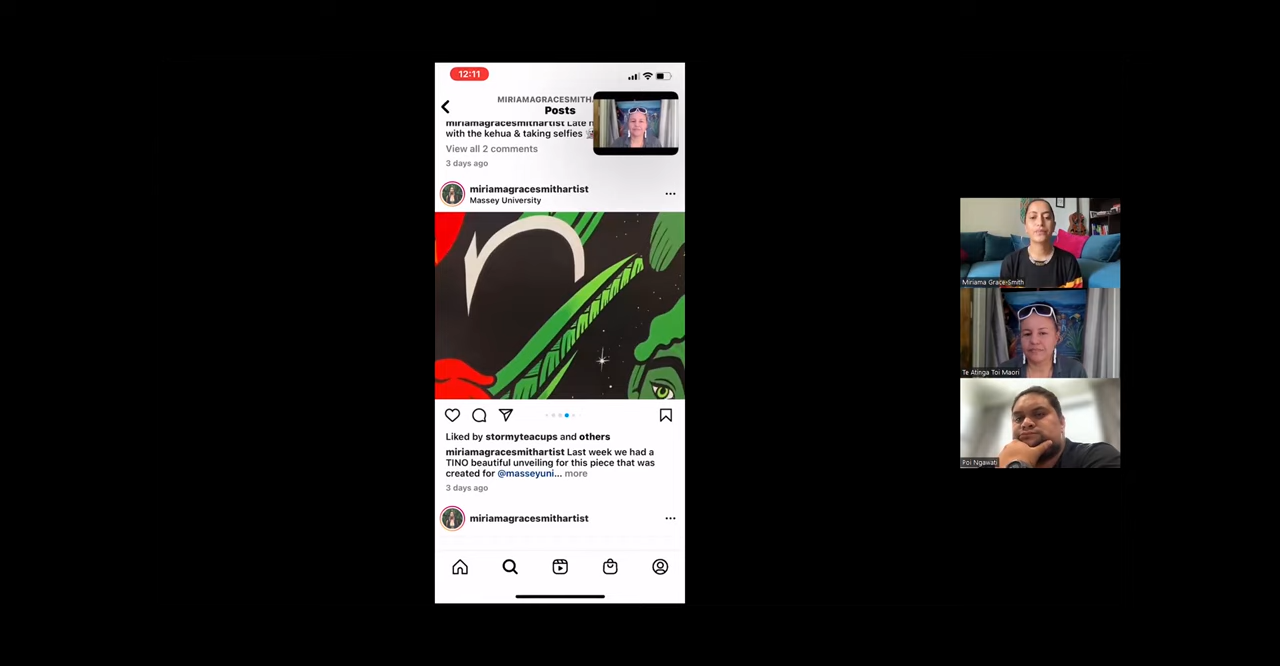 12:11
MIRIAMAGRACESMITH
Posts
miriamagracesmithartist Late
with the kehua & taking selfies
View all 2 comments
3 days ago
miriamagracesmithartist
Massey University
Liked by stormyteacups and others
miriamagracesmithartist Last week we had a
TINO beautiful unveiling for this piece that was
created for @masseyuni... more
3 days ago
miriamagracesmithartist
Miriama Grace-Smith
Te Atinga Toi Maori
Poi Ngawati